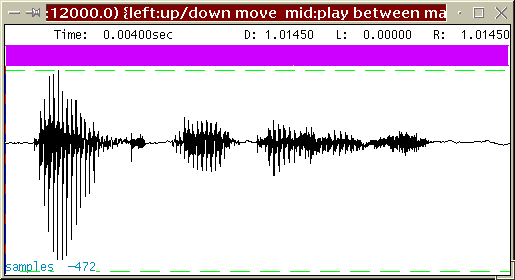 :12000.0) {left:up/down move mid:play between ma
Time: 0.00400sec D: 1.01450 L: 0.00000 R: 1.01450
samples -472